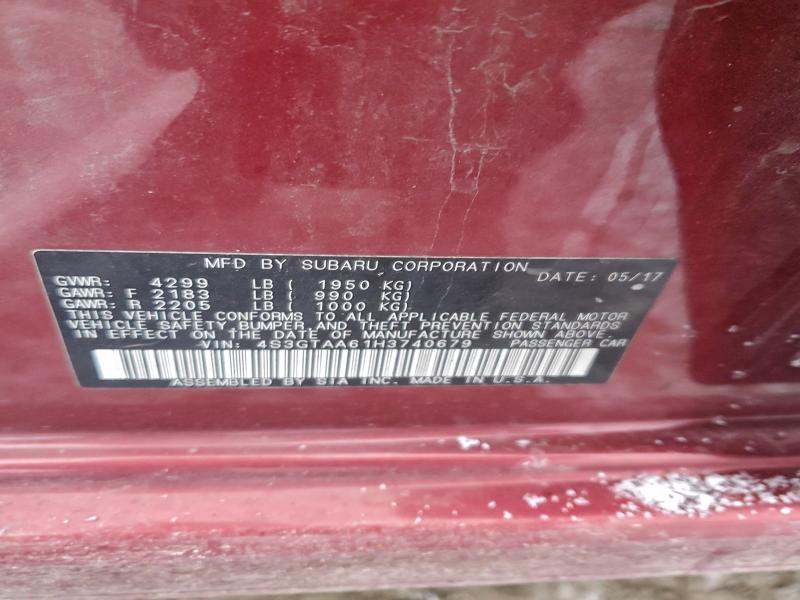 MFD BY SUBARU CORPORATION
DATE: 05/17
GVWR: 4299 LB ( 1950 KG)
GAWR: F 2183 LB ( 990 KG)
GAWR: R 2205 LB ( 1000 KG)
THIS VEHICLE CONFORMS TO ALL APPLICABLE FEDERAL MOTOR
VEHICLE SAFETY, BUMPER AND THEFT PREVENTION STANDARDS
IN EFFECT ON THE DATE OF MANUFACTURE SHOWN ABOVE.
VIN: 4S3GTAA61H3740679 PASSENGER CAR
ASSEMBLED BY SIA INC. MADE IN U.S.A.